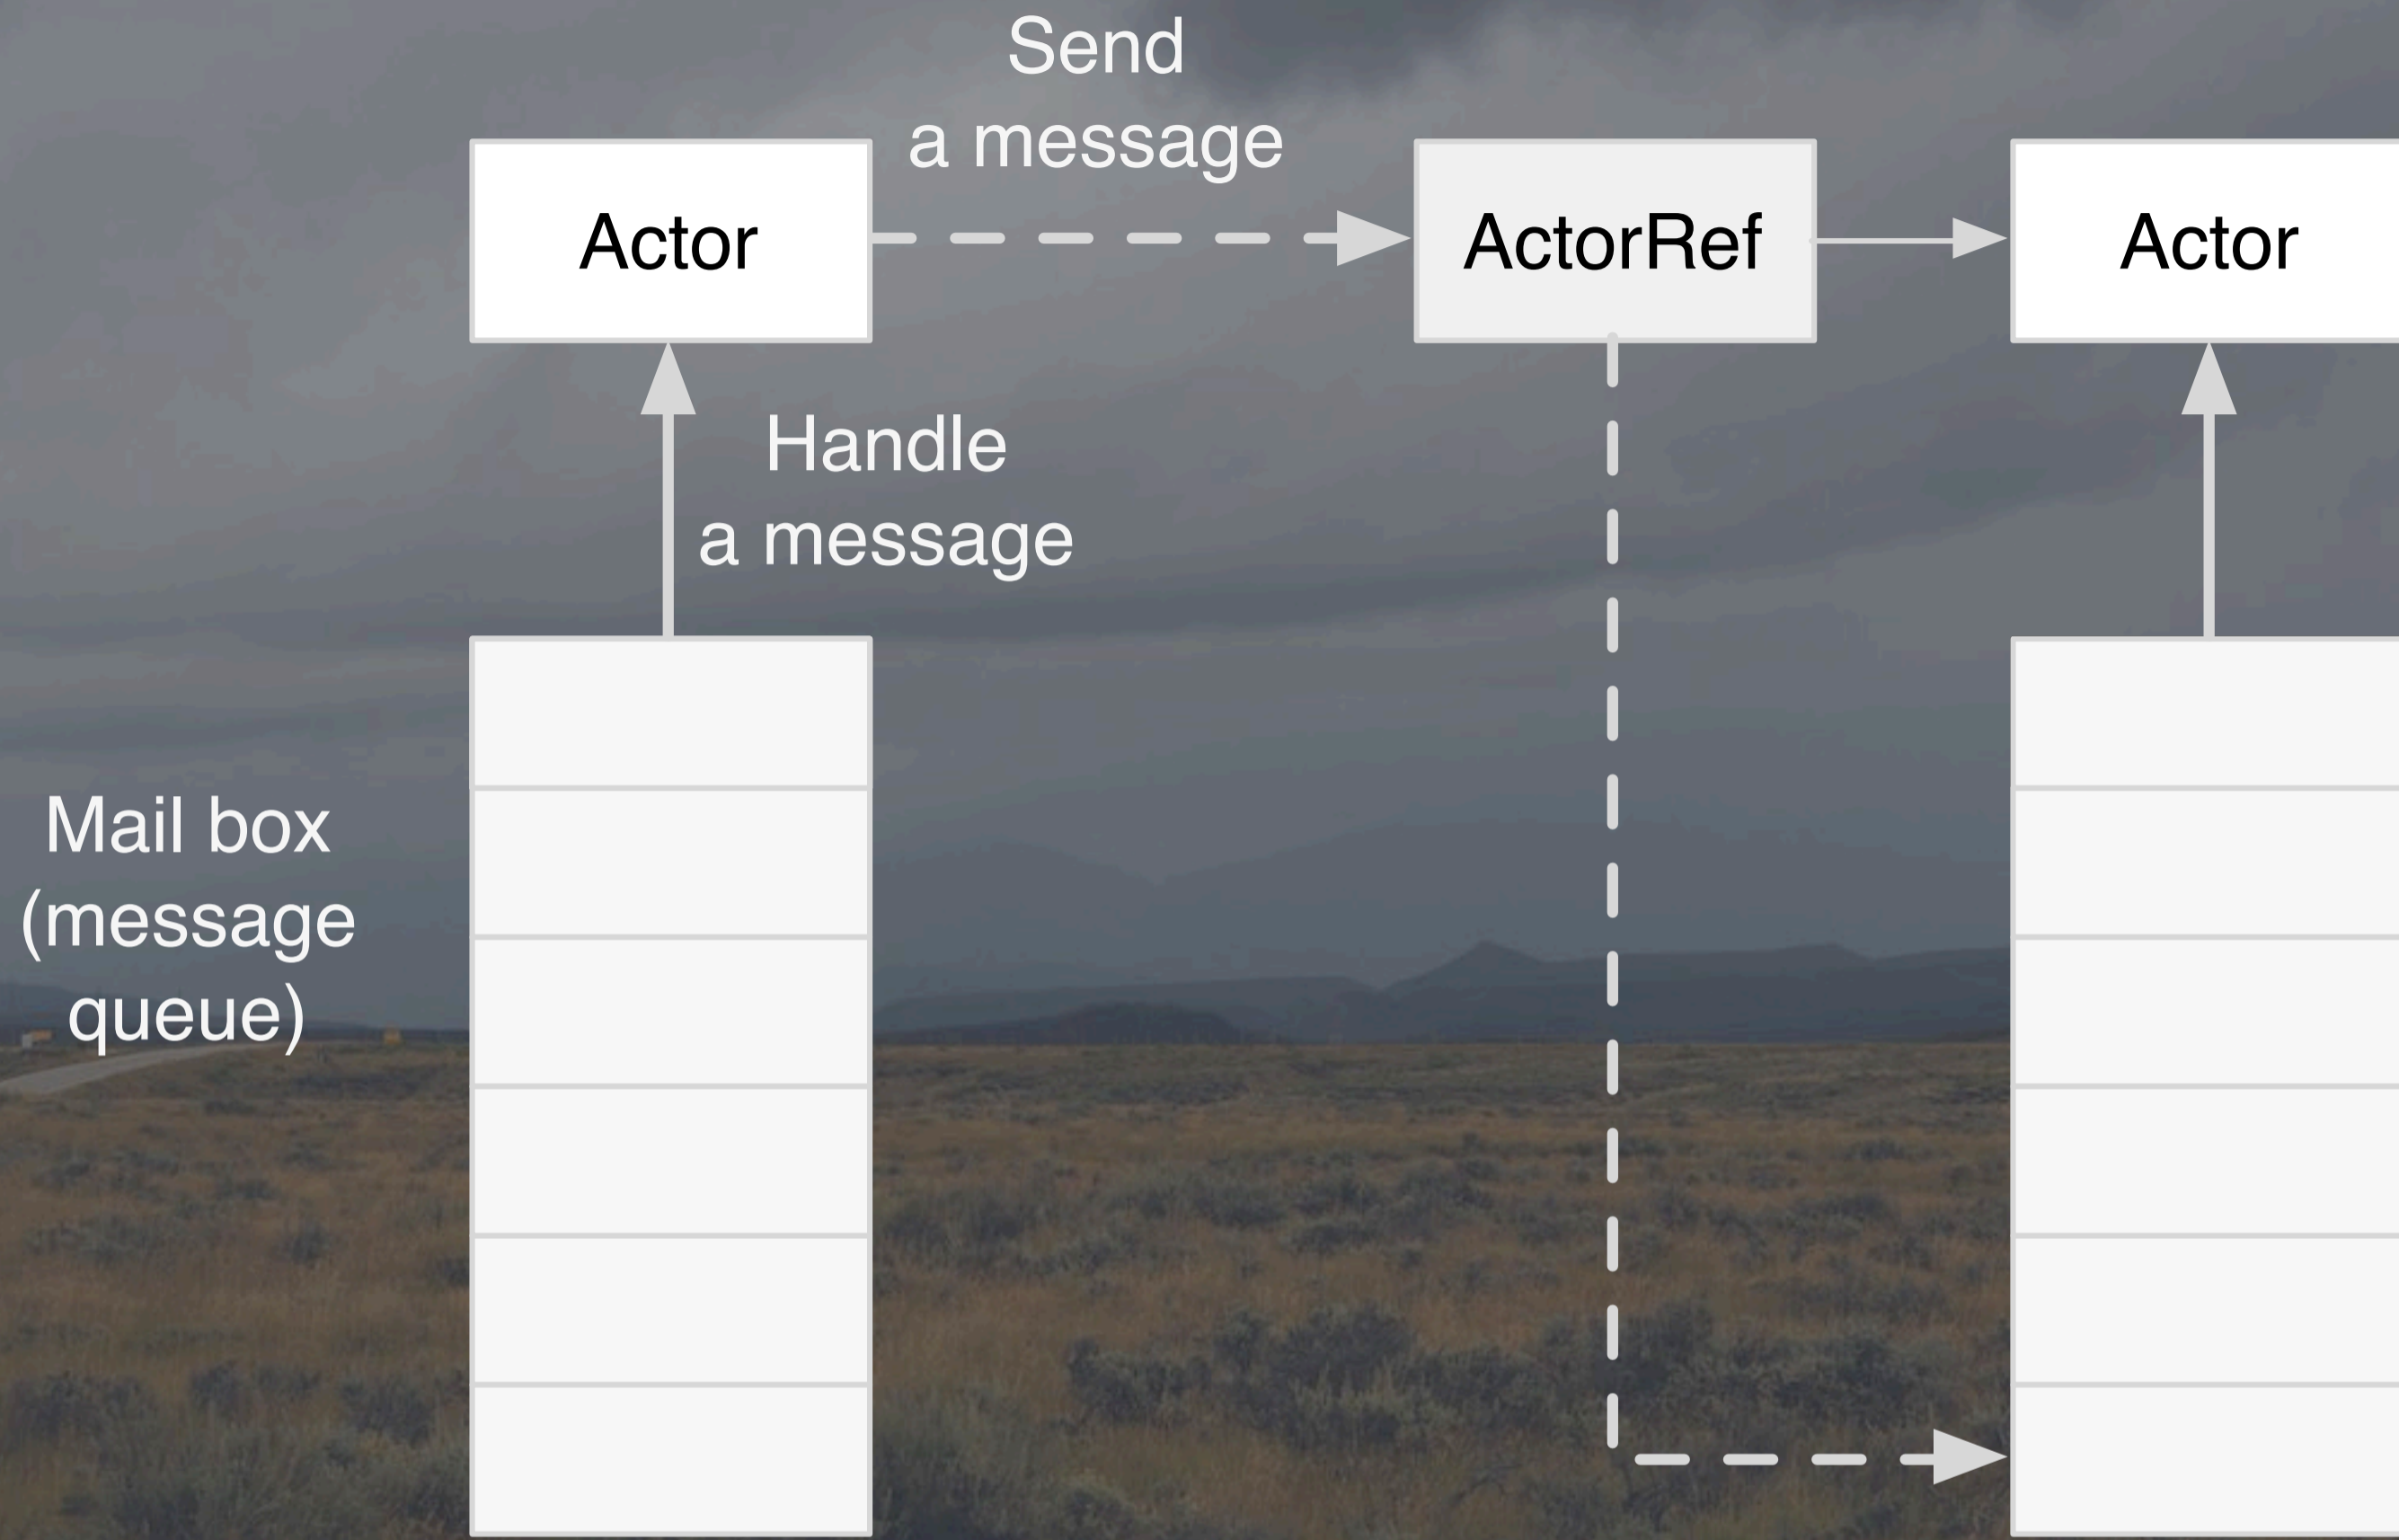 Send
a message
Actor
ActorRef
Actor
Handle
a message
Mail box
(message
queue)